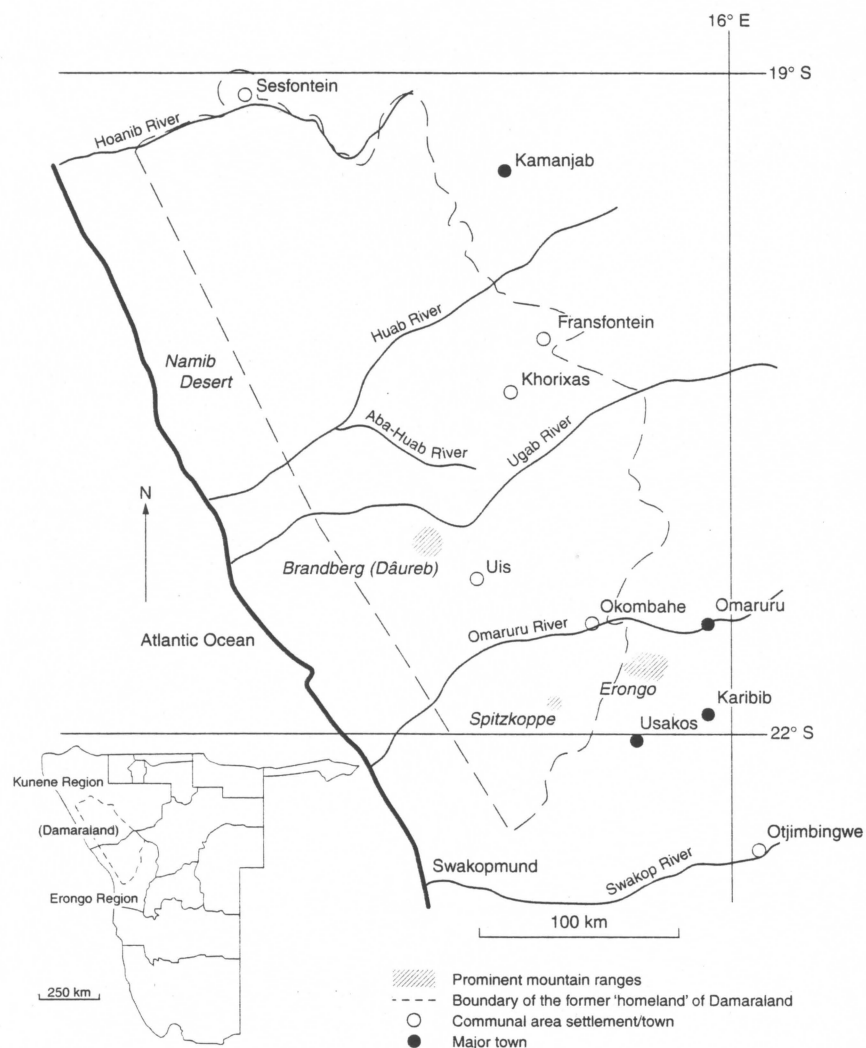 16° E
19° S
Sesfontein
Hoanib River
Kamanjab
Huab River
Fransfontein
Namib
Desert
Khorixas
Aba-Huab River
Ugab River
N
Brandberg (Dâureb)
Uis
Okombahe
Omaruru
Omaruru River
Atlantic Ocean
Erongo
Karibib
Spitzkoppe
Usakos
22° S
Kunene Region
(Damaraland)
Erongo Region
250 km
Otjimbingwe
Swakopmund
Swakop River
100 km
Prominent mountain ranges
Boundary of the former 'homeland' of Damaraland
Communal area settlement/town
Major town